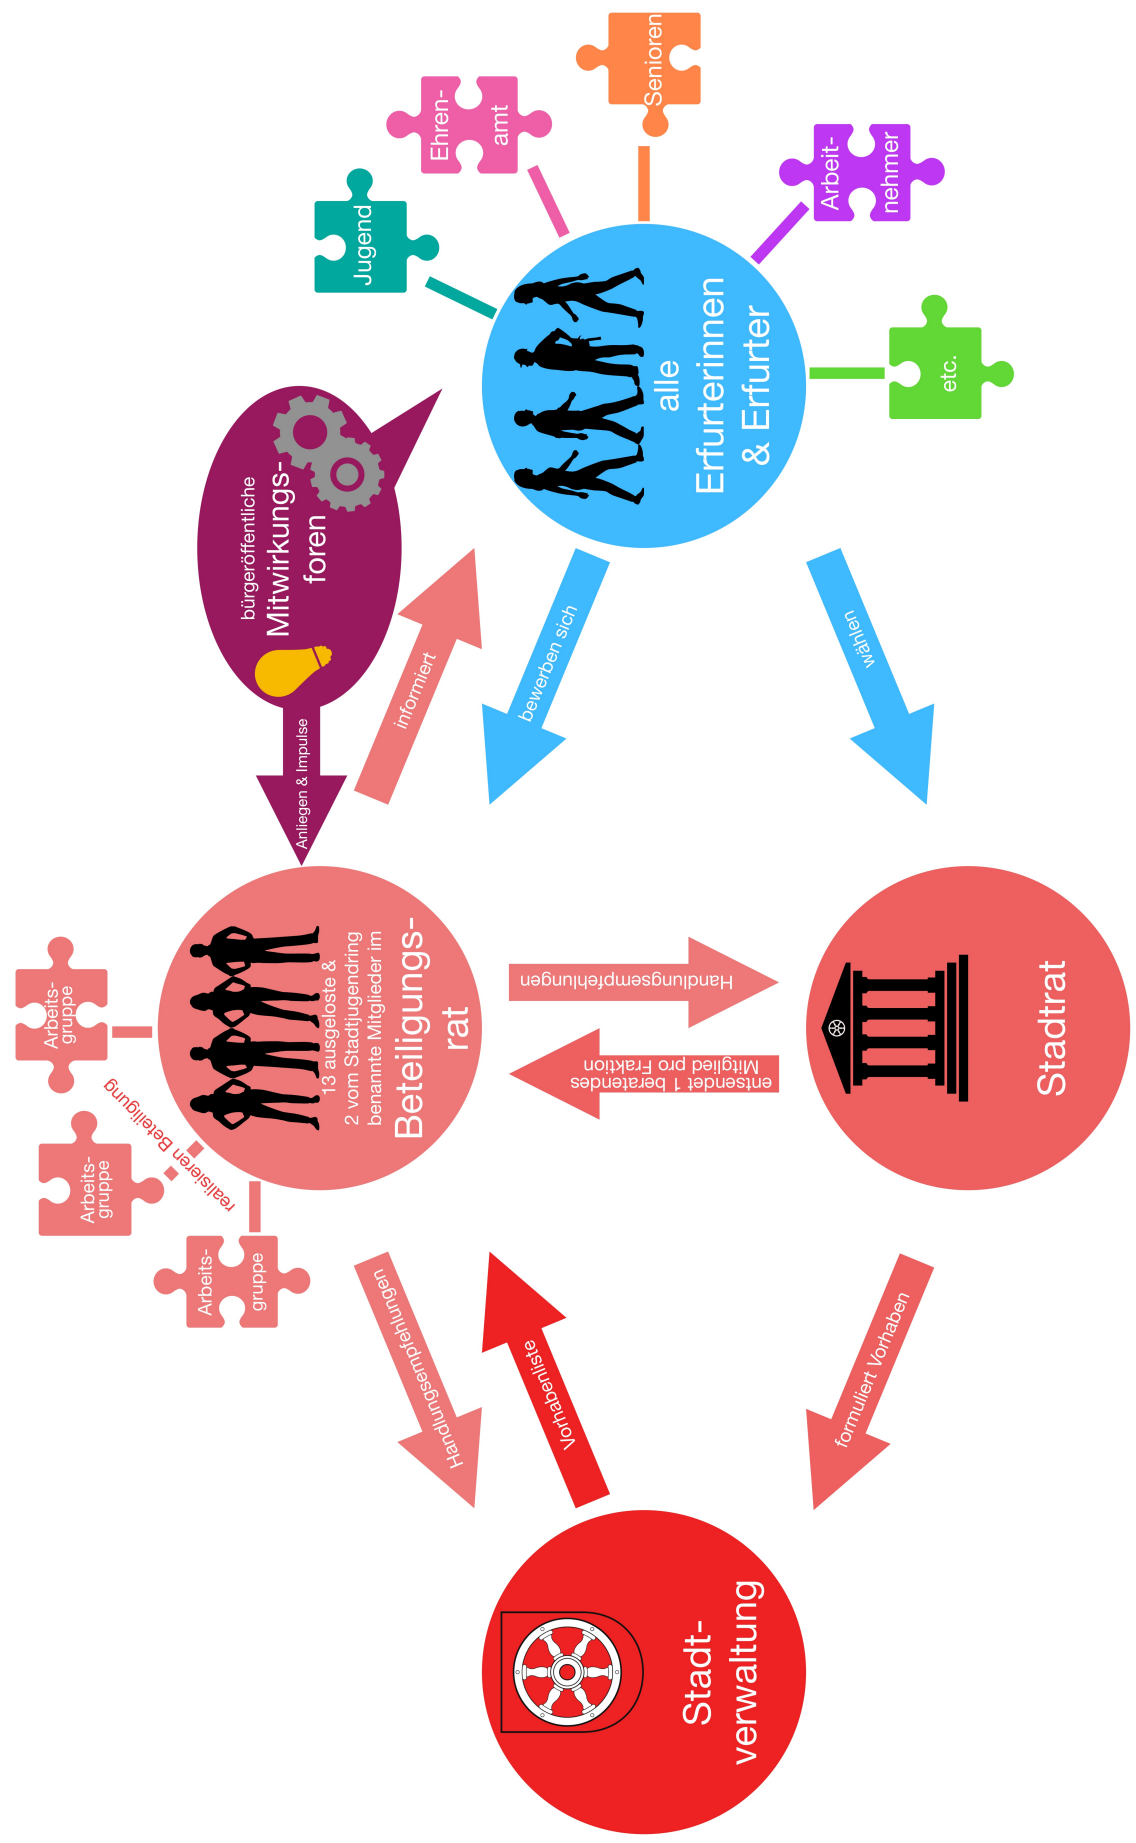 Arbeits-
gruppe
Arbeits-
gruppe
Arbeits-
gruppe
realisieren Beteiligung
13 ausgeloste &
2 vom Stadtjugendring
benannte Mitglieder im
Beteiligungs-
rat
Anliegen & Impulse
bürgeröffentliche
Mitwirkungs-
foren
informiert
bewerben sich
wählen
Jugend
Ehren-
amt
Senioren
Arbeit-
nehmer
etc.
alle
Erfurterinnen
& Erfurter
Handlungsempfehlungen
Vorhabenliste
Handlungsempfehlungen
entsendet 1 beratendes
Mitglied pro Fraktion
formuliert Vorhaben
Stadt-
verwaltung
Stadtrat